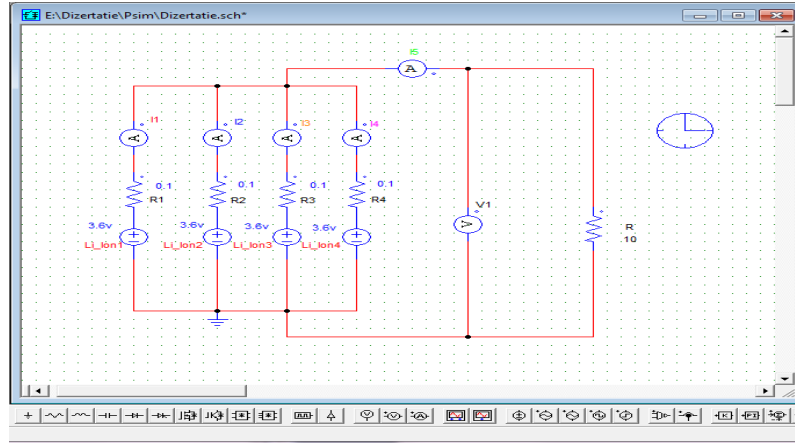 E:\Dizertatie\Psim\Dizertatie.sch*
I5
A
I1 I2 I3 I4
A A A A
0.1 0.1 0.1 0.1
R1 R2 R3 R4
V1
V
R
10
3.6v 3.6v 3.6v 3.6v
Li_Ion1 Li_Ion2 Li_Ion3 Li_Ion4
K PI